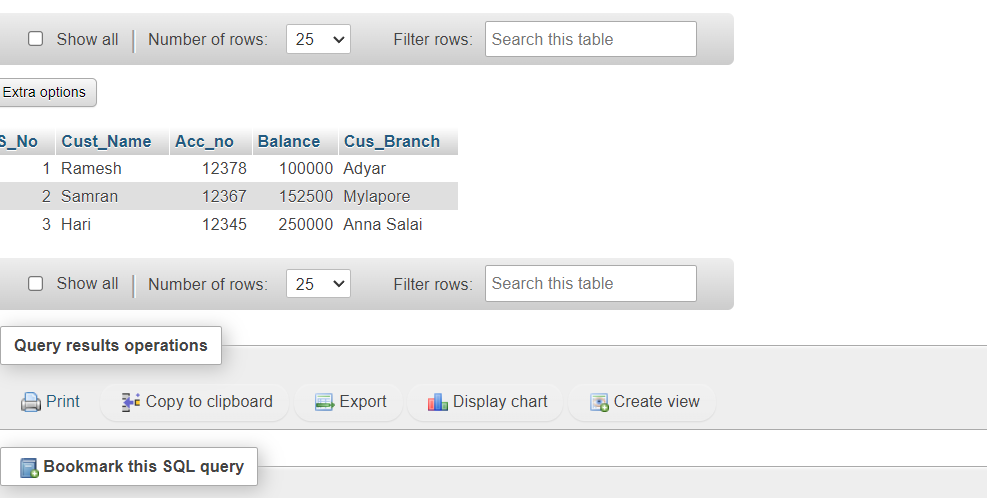 Show all Number of rows: 25 Filter rows: Search this table
Extra options
S_No Cust_Name Acc_no Balance Cus_Branch
1 Ramesh 12378 100000 Adyar
2 Samran 12367 152500 Mylapore
3 Hari 12345 250000 Anna Salai
Show all Number of rows: 25 Filter rows: Search this table
Query results operations
Print Copy to clipboard Export Display chart Create view
Bookmark this SQL query